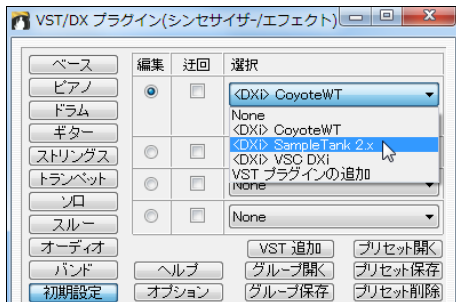 VST/DX プラグイン(シンセサイザー/エフェクト)
ベース
ピアノ
ドラム
ギター
ストリングス
トランペット
ソロ
スルー
オーディオ
バンド
初期設定
編集 迂回 選択
<DXi> CoyoteWT
None
<DXi> CoyoteWT
<DXi> SampleTank 2.x
<DXi> VSC DXi
VST プラグインの追加
None
None
VST 追加 プリセット開く
ヘルプ グループ開く プリセット保存
オプション グループ保存 プリセット削除